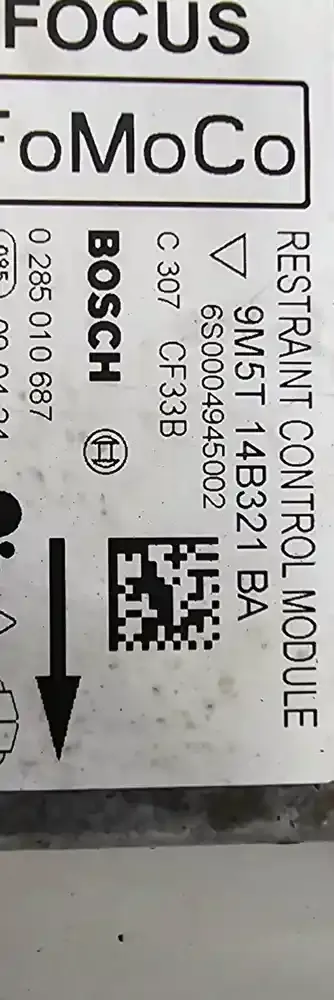 FOCUS
FoMoCo
RESTRAINT CONTROL MODULE
9M5T 14B321 BA
6S0004945002
C 307 CF33B
BOSCH
0 285 010 687